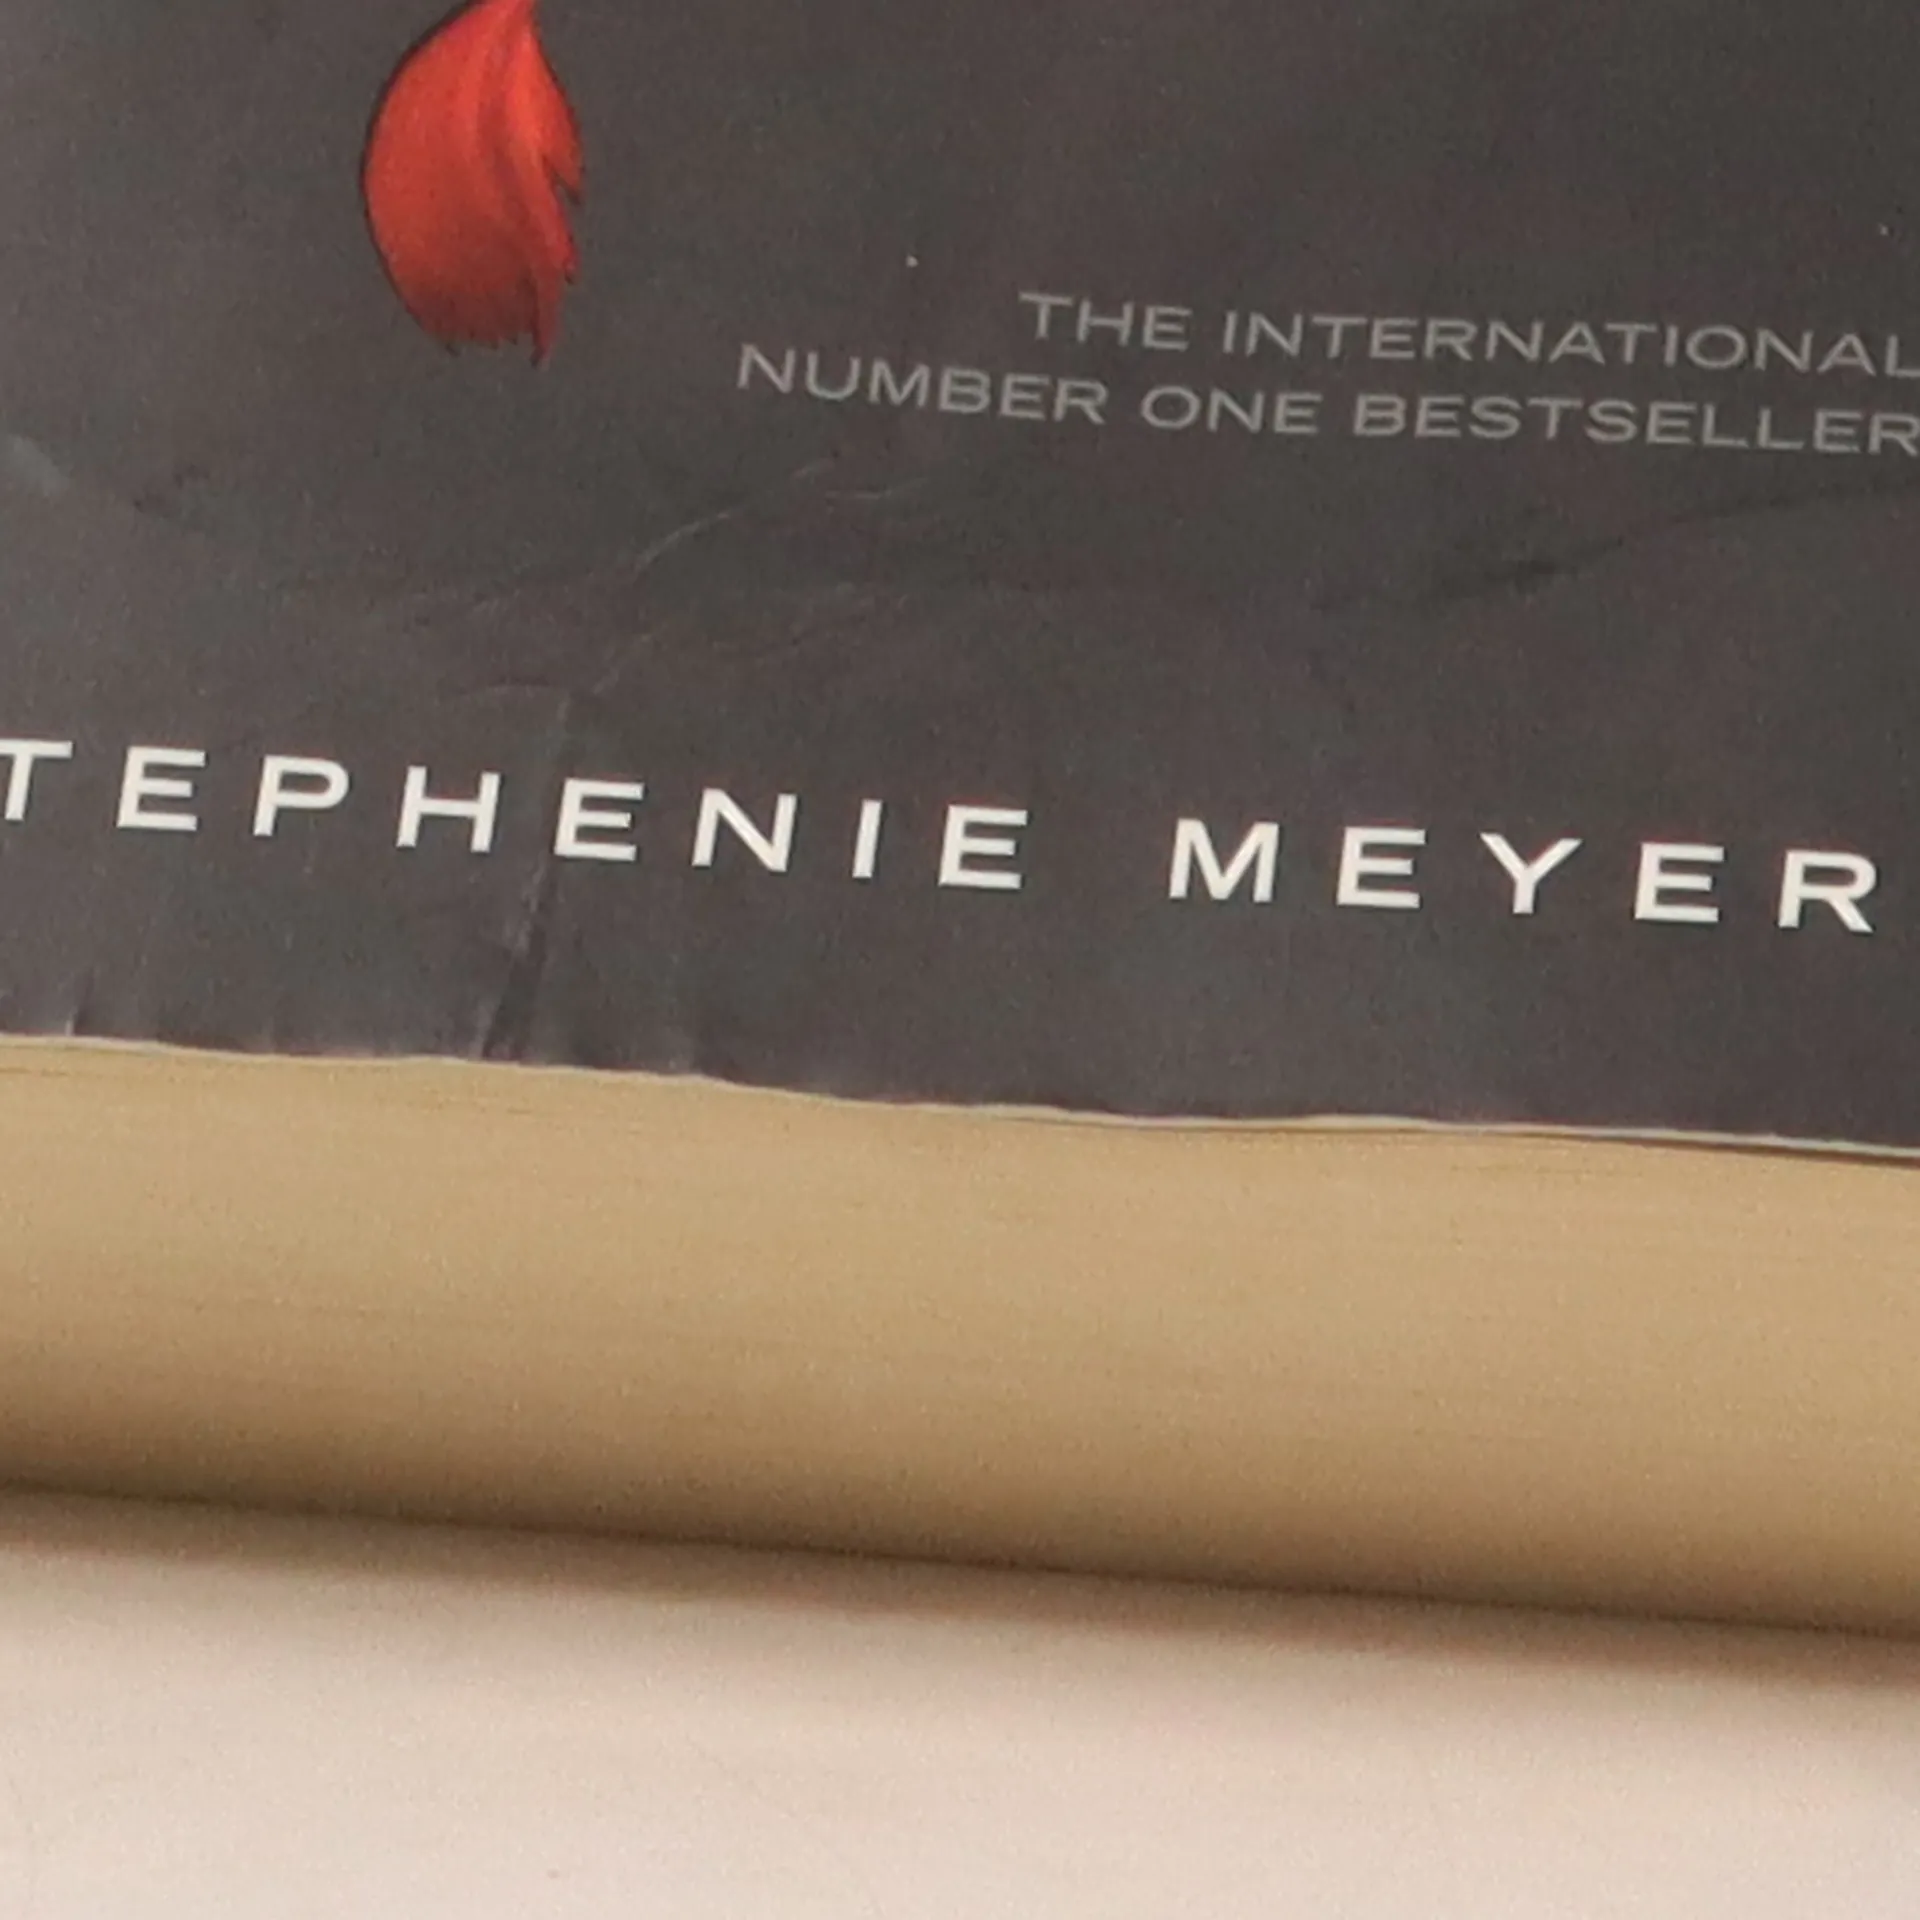 THE INTERNATIONAL
NUMBER ONE BESTSELLER
TEPHENIE MEYER